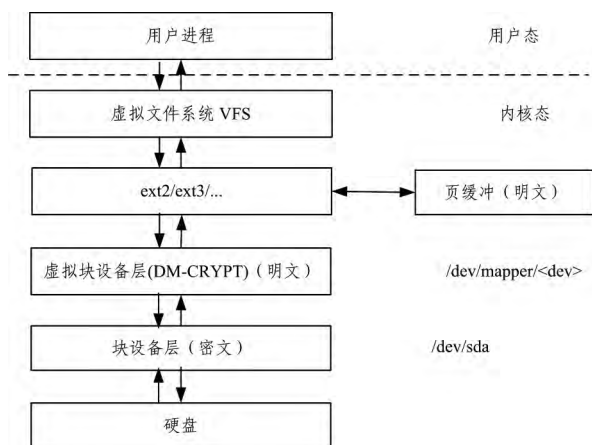 用户进程
用户态
虚拟文件系统 VFS
内核态
ext2/ext3/...
页缓冲（明文）
虚拟块设备层(DM-CRYPT)（明文）
/dev/mapper/<dev>
块设备层（密文）
/dev/sda
硬盘